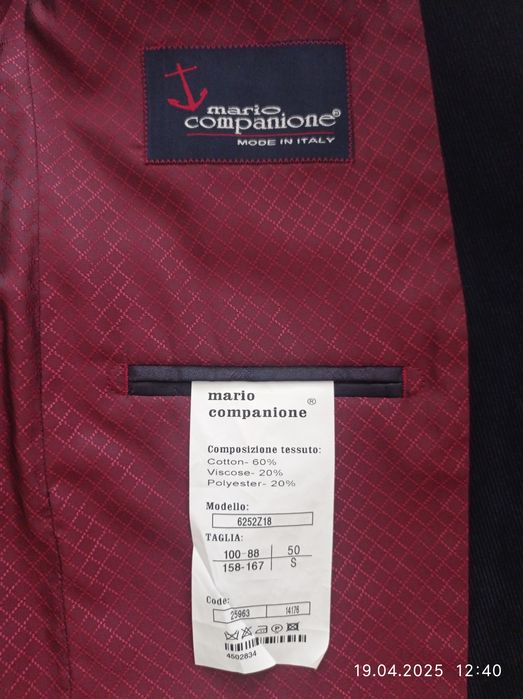 mario
companione®
MODE IN ITALY
mario
companione ®
Composizione tessuto:
Cotton- 60%
Viscose- 20%
Polyester- 20%
Modello:
6252Z18
TAGLIA:
100-88 50
158-167 S
Code:
25963 14176
4502834
19.04.2025 12:40